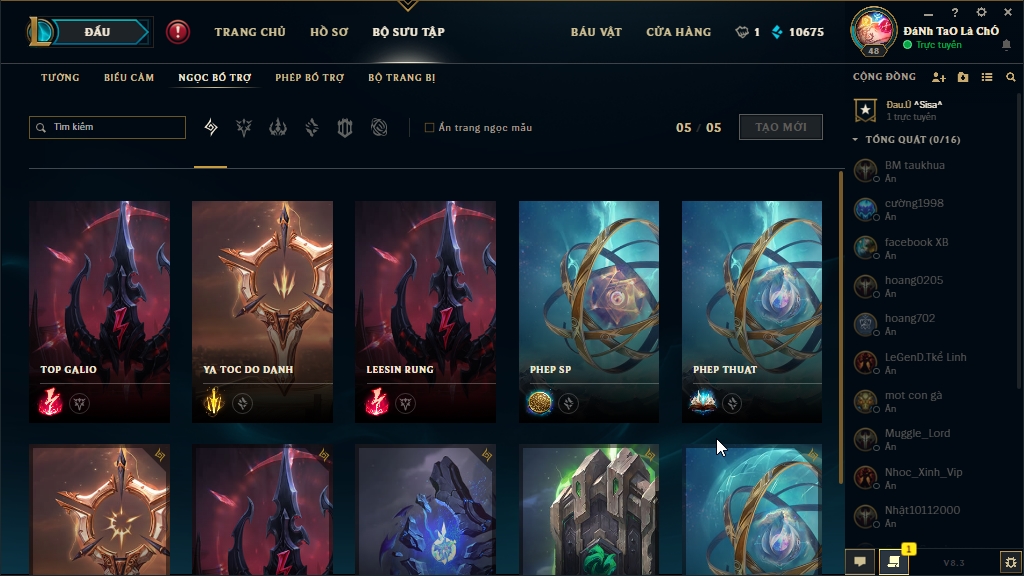 ĐẤU
TRANG CHỦ
HỒ SƠ
BỘ SƯU TẬP
BÁU VẬT
CỬA HÀNG
1
10675
48
ĐáNh TaO Là ChÓ
Trực tuyến
TƯỚNG
BIỂU CẢM
NGỌC BỔ TRỢ
PHÉP BỔ TRỢ
BỘ TRANG BỊ
CỘNG ĐỒNG
Tìm kiếm
Ẩn trang ngọc mẫu
05 / 05
TẠO MỚI
Đau.Ủ ^Sisa^
1 trực tuyến
TỔNG QUÁT (0/16)
BM taukhua
Ẩn
cường1998
Ẩn
facebook XB
Ẩn
hoang0205
Ẩn
hoang702
Ẩn
LeGenD.Tkể Linh
Ẩn
mot con gà
Ẩn
Muggle_Lord
Ẩn
Nhoc_Xinh_Vip
Ẩn
Nhật10112000
Ẩn
TOP GALIO
YA TOC DO DANH
LEESIN RUNG
PHEP SP
PHEP THUAT
1
V8.3